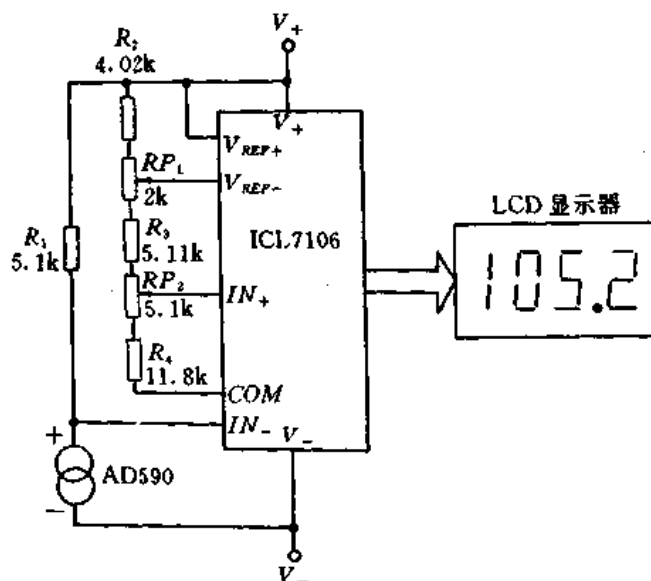 V+
R2
4.02k
V+
VREF+
RP1
2k
VREF-
LCD 显示器
R1
5.1k
R3
5.11k
ICL7106
105.2
RP2
5.1k
IN+
R4
11.8k
COM
IN-
V-
+
AD590
-
V-